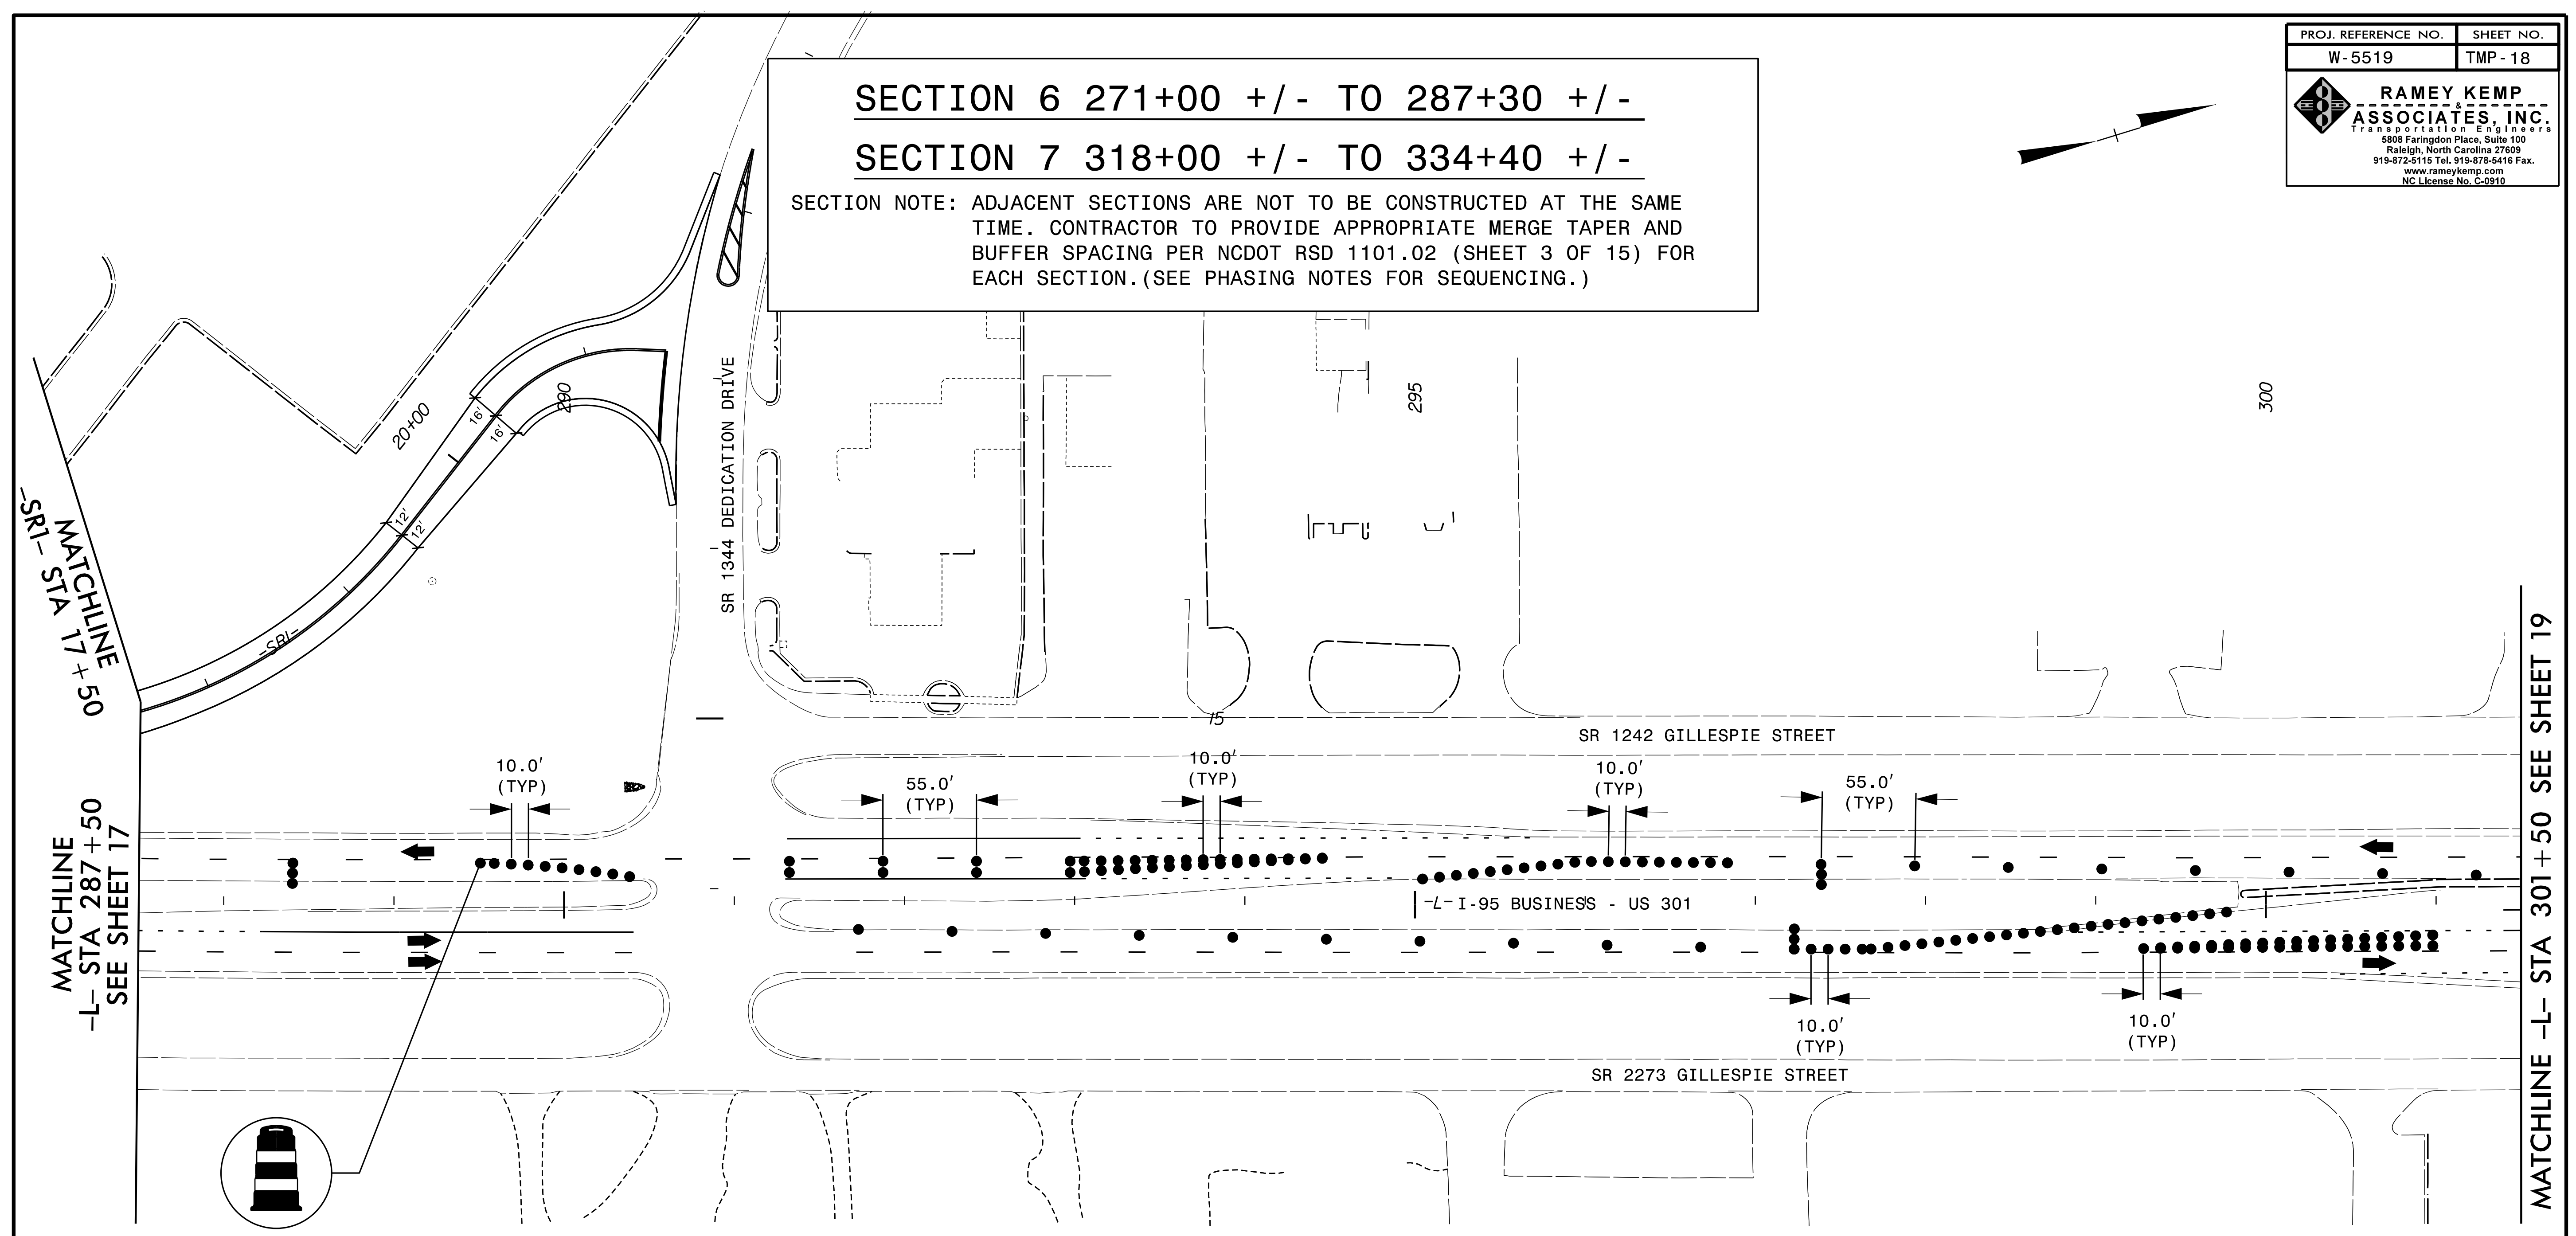 PROJ. REFERENCE NO.
SHEET NO.
W-5519
TMP-18
RAMEY KEMP
&
ASSOCIATES, INC.
Transportation Engineers
5808 Faringdon Place, Suite 100
Raleigh, North Carolina 27609
919-872-5115 Tel. 919-878-5416 Fax.
www.rameykemp.com
NC License No. C-0910
SECTION 6 271+00 +/- TO 287+30 +/-
SECTION 7 318+00 +/- TO 334+40 +/-
SECTION NOTE: ADJACENT SECTIONS ARE NOT TO BE CONSTRUCTED AT THE SAME
TIME. CONTRACTOR TO PROVIDE APPROPRIATE MERGE TAPER AND
BUFFER SPACING PER NCDOT RSD 1101.02 (SHEET 3 OF 15) FOR
EACH SECTION.(SEE PHASING NOTES FOR SEQUENCING.)
20+00
16'
16'
290
295
300
12'
12'
SR 1344 DEDICATION DRIVE
MATCHLINE
-SR1- STA 17+50
-SR1-
15
SR 1242 GILLESPIE STREET
10.0'
(TYP)
55.0'
(TYP)
10.0'
(TYP)
10.0'
(TYP)
55.0'
(TYP)
MATCHLINE
-L- STA 287+50
SEE SHEET 17
-L- I-95 BUSINESS - US 301
10.0'
(TYP)
10.0'
(TYP)
SR 2273 GILLESPIE STREET
MATCHLINE -L- STA 301+50 SEE SHEET 19